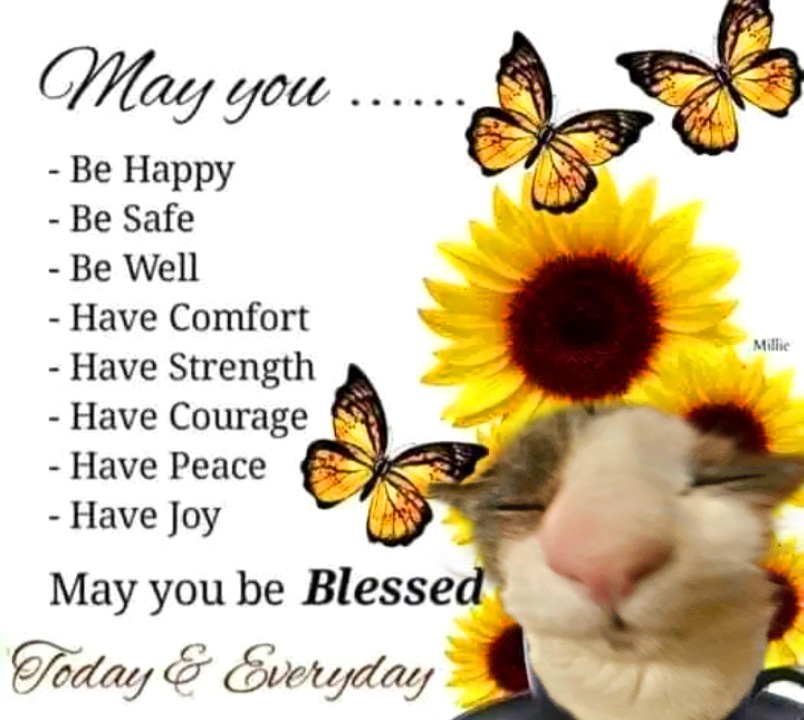 May you ......
- Be Happy
- Be Safe
- Be Well
- Have Comfort
- Have Strength
- Have Courage
- Have Peace
- Have Joy
Millie
May you be Blessed
Today & Everyday